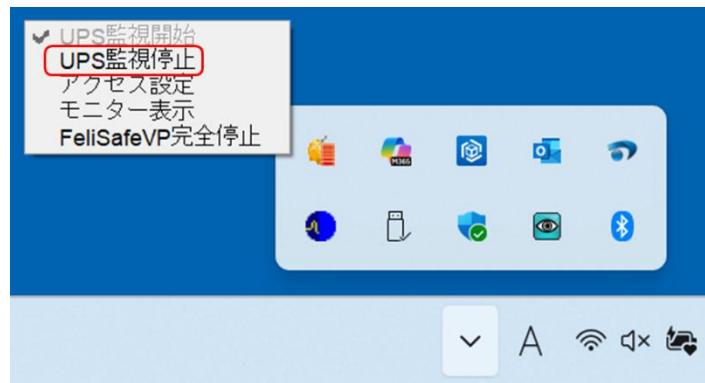 UPS監視開始
UPS監視停止
アクセス設定
モニター表示
FeliSafeVP完全停止
M365
A